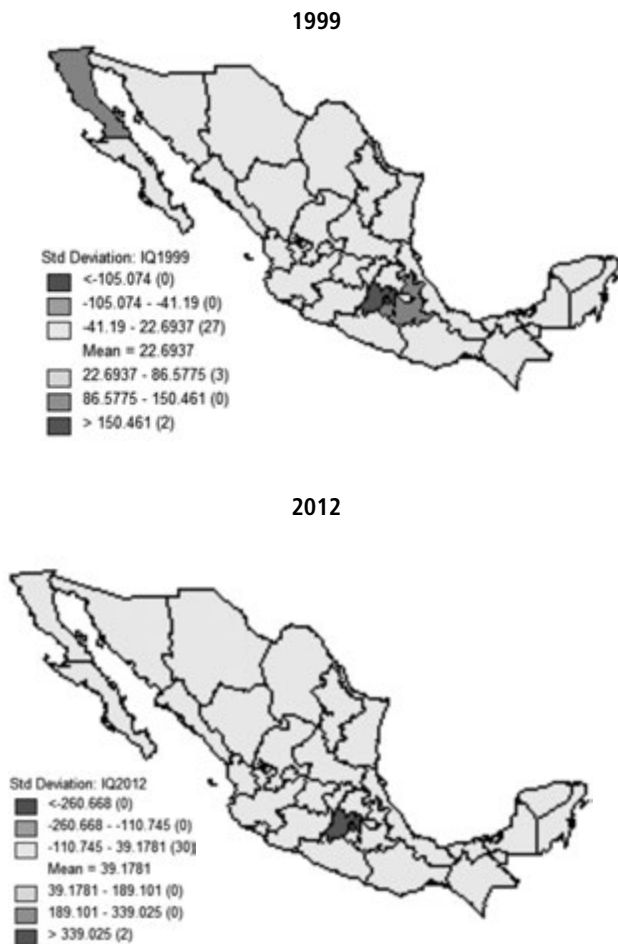 1999
Std Deviation: IQ1999
<-105.074 (0)
-105.074 - -41.19 (0)
-41.19 - 22.6937 (27)
Mean = 22.6937
22.6937 - 86.5775 (3)
86.5775 - 150.461 (0)
> 150.461 (2)
2012
Std Deviation: IQ2012
<-260.668 (0)
-260.668 - -110.745 (0)
-110.745 - 39.1781 (30)
Mean = 39.1781
39.1781 - 189.101 (0)
189.101 - 339.025 (0)
> 339.025 (2)